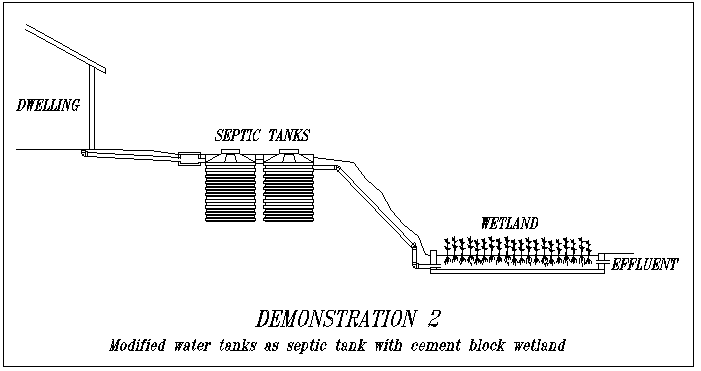 DWELLING
SEPTIC TANKS
WETLAND
EFFLUENT
DEMONSTRATION 2
Modified water tanks as septic tank with cement block wetland